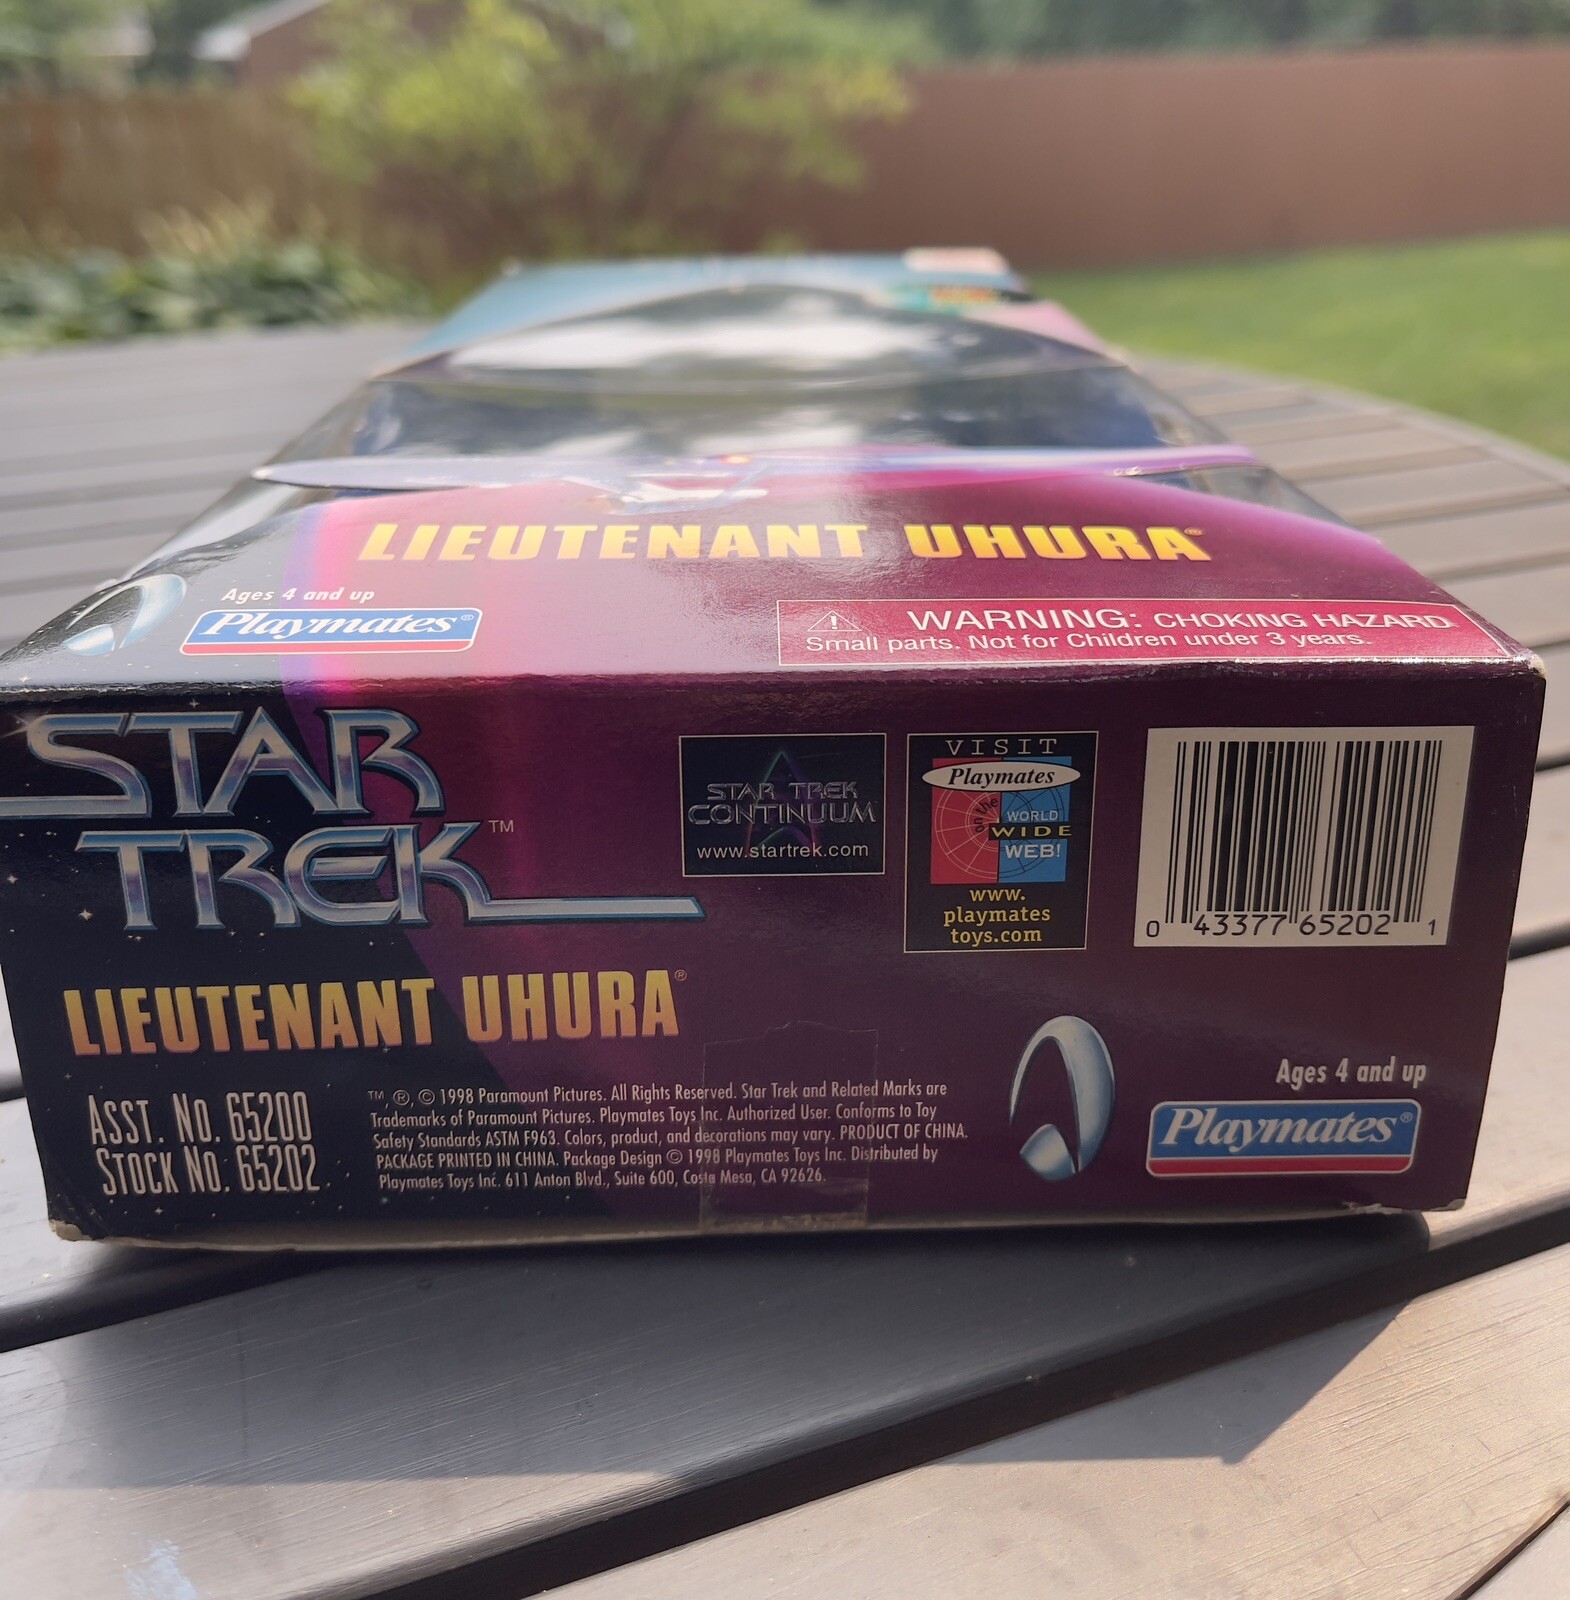 LIEUTENANT UHURA®
Ages 4 and up
Playmates®
WARNING: CHOKING HAZARD
Small parts. Not for Children under 3 years.
STAR
TREK™
STAR TREK
CONTINUUM
www.startrek.com
VISIT
Playmates
on the
WORLD
WIDE
WEB!
www.
playmates
toys.com
0 43377 65202 1
LIEUTENANT UHURA®
ASST. NO. 65200
STOCK NO. 65202
™, ®, © 1998 Paramount Pictures. All Rights Reserved. Star Trek and Related Marks are
Trademarks of Paramount Pictures. Playmates Toys Inc. Authorized User. Conforms to Toy
Safety Standards ASTM F963. Colors, product, and decorations may vary. PRODUCT OF CHINA.
PACKAGE PRINTED IN CHINA. Package Design © 1998 Playmates Toys Inc. Distributed by
Playmates Toys Inc. 611 Anton Blvd., Suite 600, Costa Mesa, CA 92626.
Ages 4 and up
Playmates®